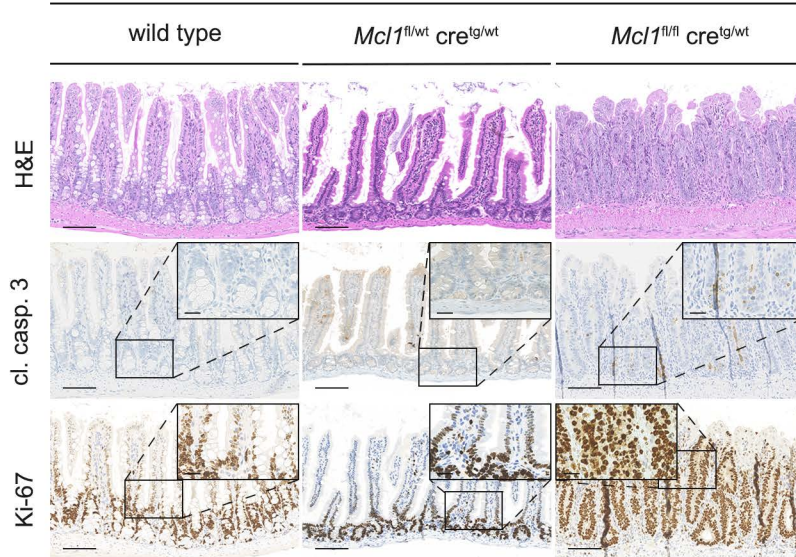 wild type
Mcl1fl/wt cretg/wt
Mcl1fl/fl cretg/wt
H&E
cl. casp. 3
Ki-67